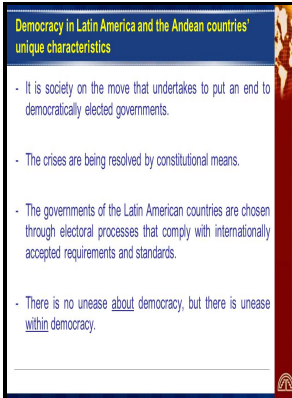 Democracy in Latin America and the Andean countries'
unique characteristics
- It is society on the move that undertakes to put an end to
democratically elected governments.
- The crises are being resolved by constitutional means.
- The governments of the Latin American countries are chosen
through electoral processes that comply with internationally
accepted requirements and standards.
- There is no unease about democracy, but there is unease
within democracy.